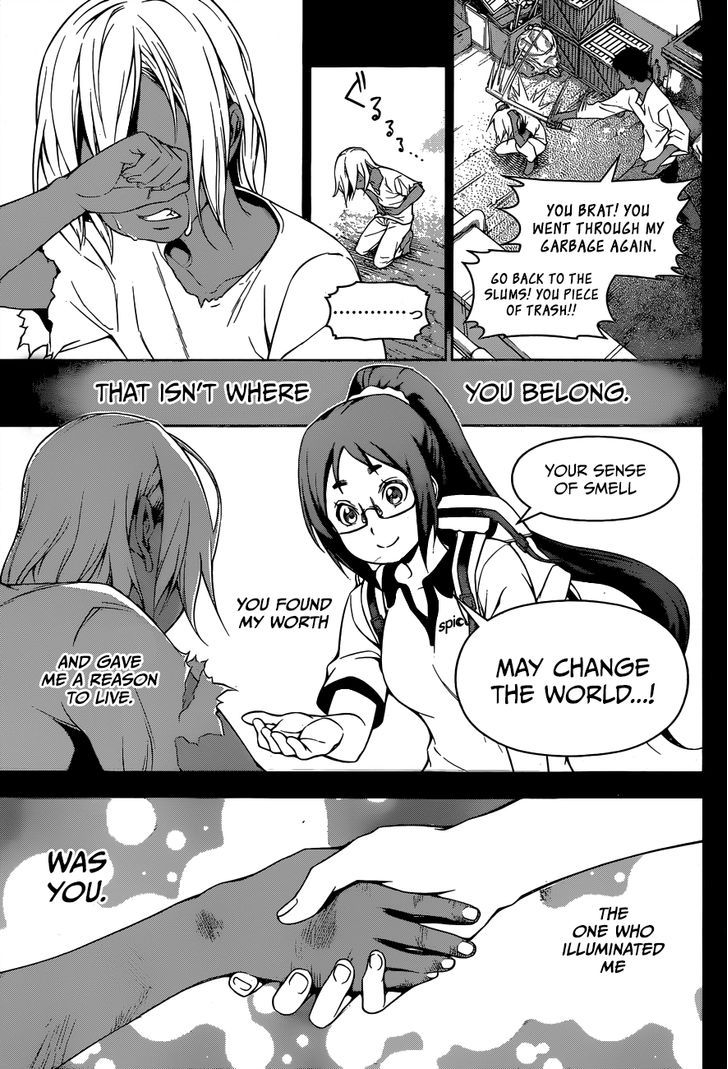 YOU BRAT! YOU
WENT THROUGH MY
GARBAGE AGAIN.
GO BACK TO THE
SLUMS! YOU PIECE
OF TRASH!!
ぐるるる…
…………っ
THAT ISN'T WHERE
YOU BELONG.
YOUR SENSE
OF SMELL
MAY CHANGE
THE WORLD...!
spice
YOU FOUND
MY WORTH
AND GAVE
ME A REASON
TO LIVE.
THE
ONE WHO
ILLUMINATED
ME
WAS
YOU.